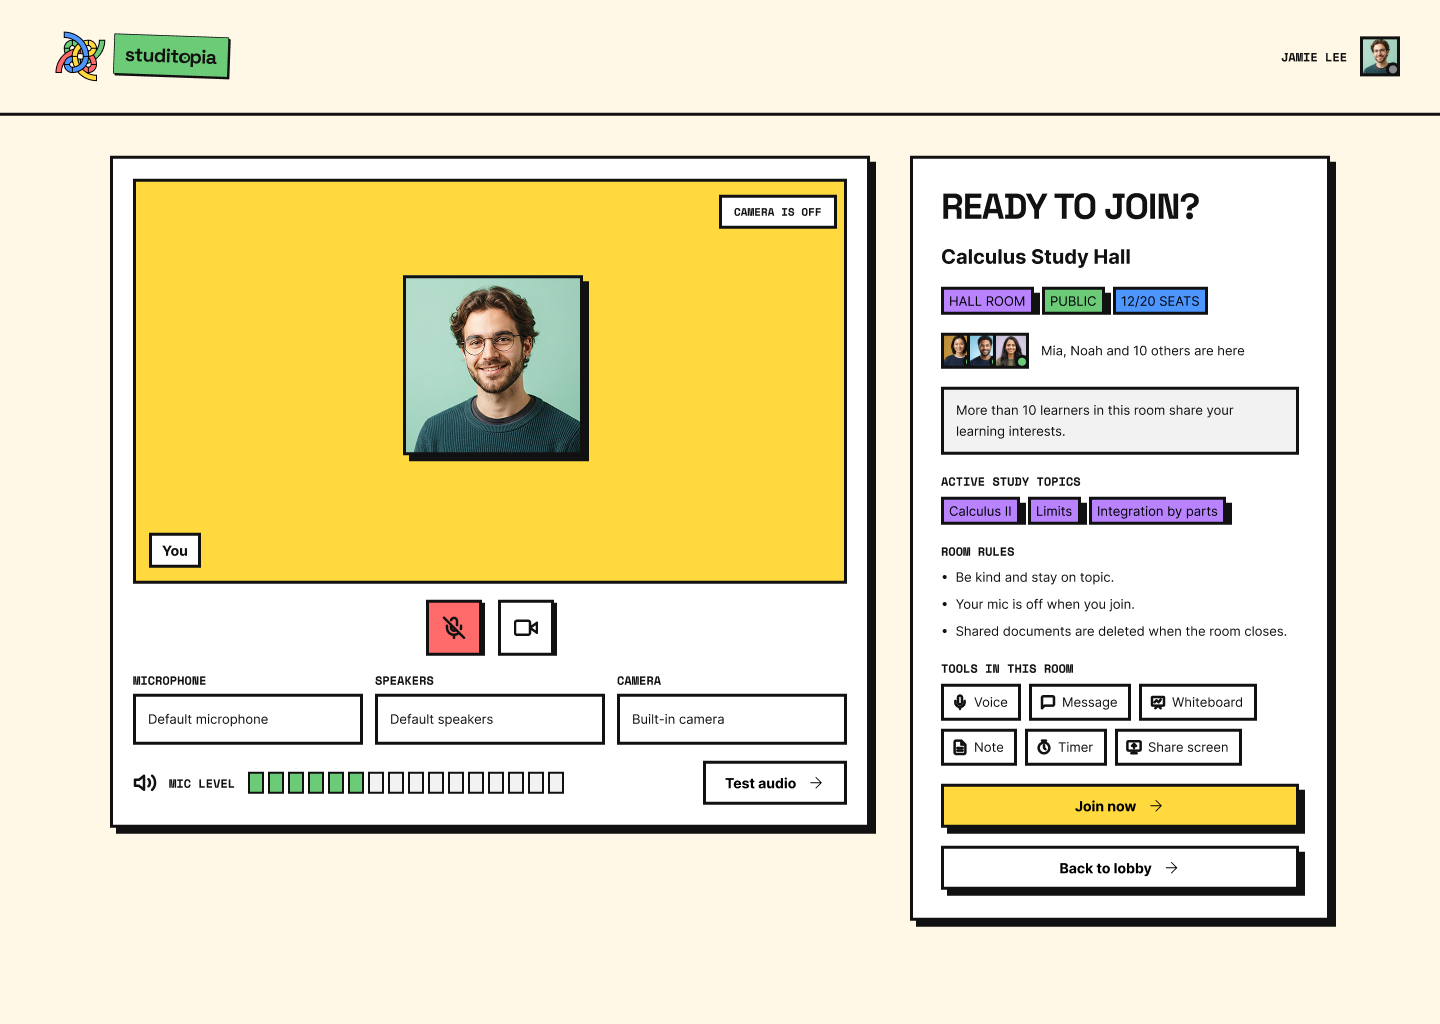 studitopia
JAMIE LEE
CAMERA IS OFF
You
MICROPHONE
SPEAKERS
CAMERA
Default microphone
Default speakers
Built-in camera
MIC LEVEL
Test audio
READY TO JOIN?
Calculus Study Hall
HALL ROOM
PUBLIC
12/20 SEATS
Mia, Noah and 10 others are here
More than 10 learners in this room share your
learning interests.
ACTIVE STUDY TOPICS
Calculus II
Limits
Integration by parts
ROOM RULES
• Be kind and stay on topic.
• Your mic is off when you join.
• Shared documents are deleted when the room closes.
TOOLS IN THIS ROOM
Voice
Message
Whiteboard
Note
Timer
Share screen
Join now
Back to lobby